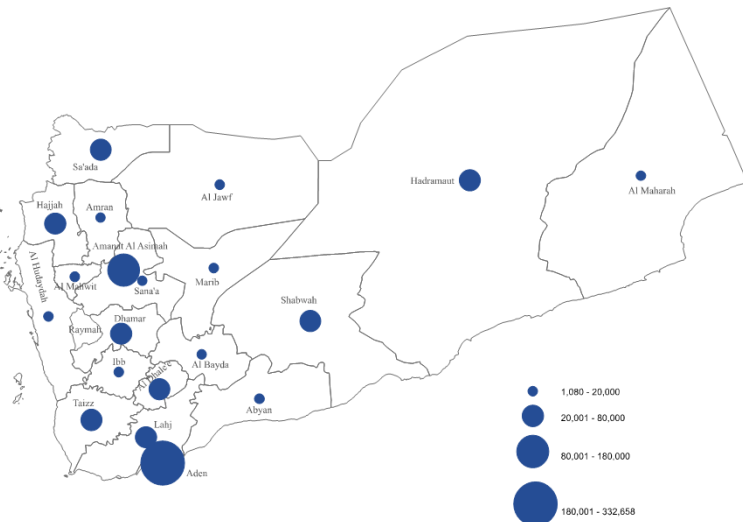 Sa'ada
Al Jawf
Hadramaut
Al Maharah
Hajjah
Amran
Amanat Al Asimah
Al Hudaydah
Al Mahwit
Sana'a
Marib
Shabwah
Raymah
Dhamar
Ibb
Al Dhale'e
Al Bayda
Taizz
Lahj
Abyan
Aden
1,080 - 20,000
20,001 - 80,000
80,001 - 180,000
180,001 - 332,658